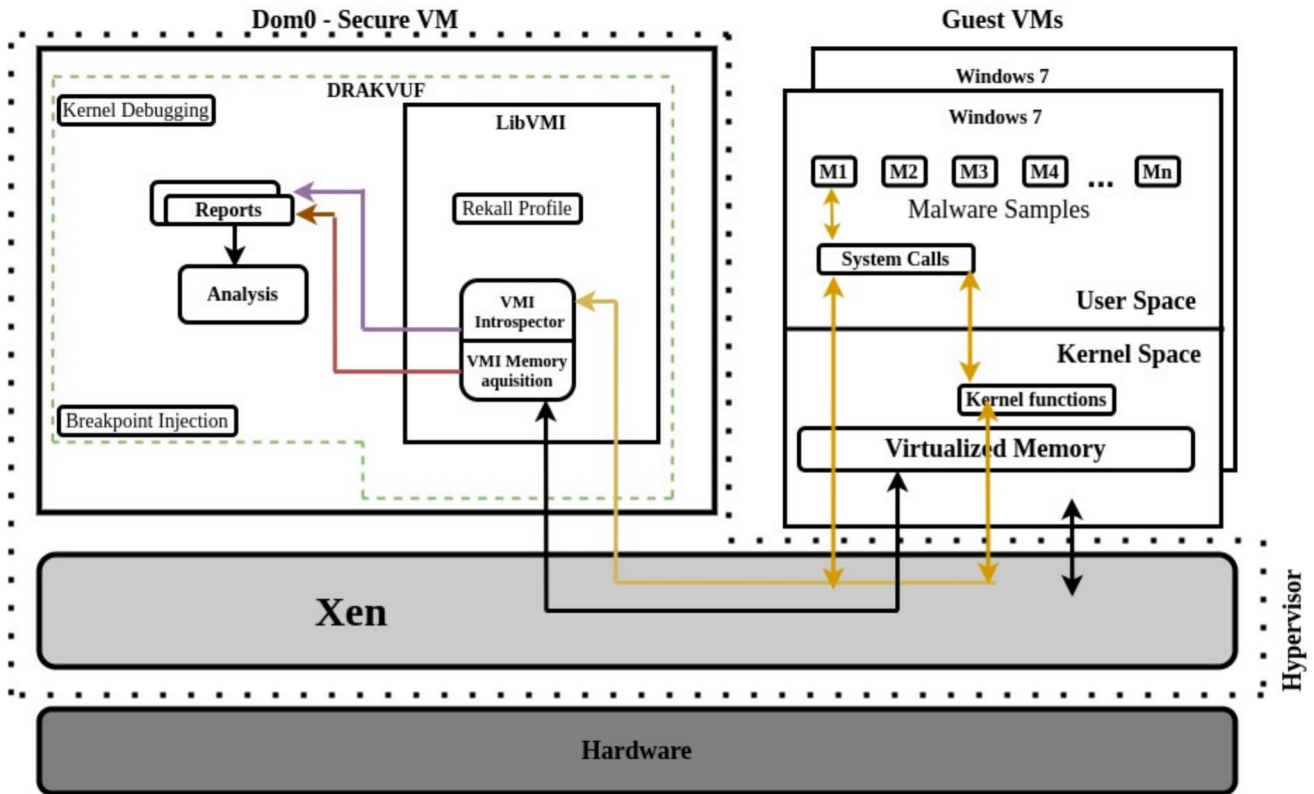 Dom0 - Secure VM
Guest VMs
DRAKVUF
Kernel Debugging
LibVMI
Reports
Rekall Profile
Analysis
VMI
Introspector
VMI Memory
aquisition
Breakpoint Injection
Windows 7
Windows 7
M1 M2 M3 M4 ... Mn
Malware Samples
System Calls
User Space
Kernel Space
Kernel functions
Virtualized Memory
Xen
Hypervisor
Hardware